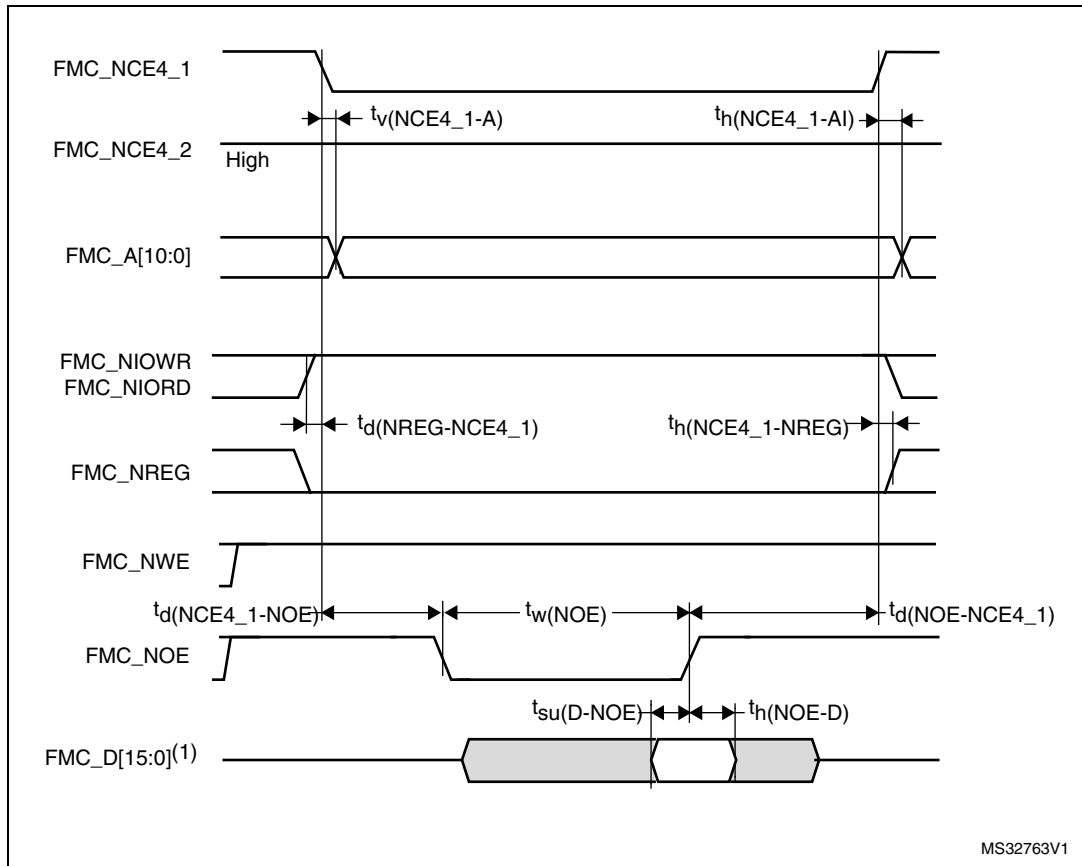 FMC_NCE4_1
tv(NCE4_1-A)
th(NCE4_1-AI)
FMC_NCE4_2
High
FMC_A[10:0]
FMC_NIOWR
FMC_NIORD
td(NREG-NCE4_1)
th(NCE4_1-NREG)
FMC_NREG
FMC_NWE
td(NCE4_1-NOE)
tw(NOE)
td(NOE-NCE4_1)
FMC_NOE
tsu(D-NOE)
th(NOE-D)
FMC_D[15:0](1)
MS32763V1